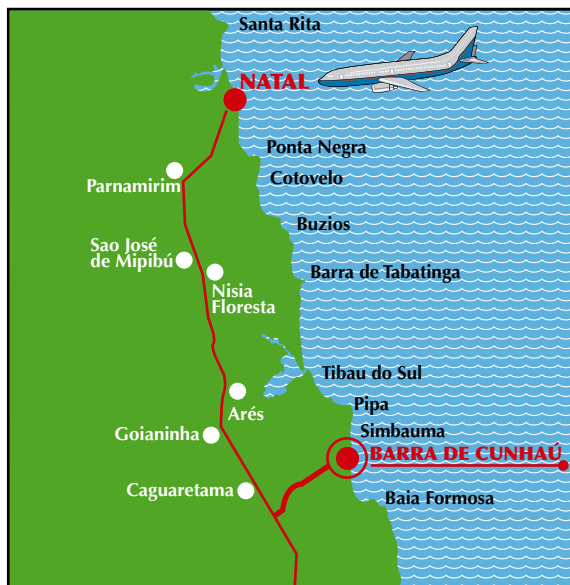 Santa Rita
NATAL
Ponta Negra
Parnamirim
Cotovelo
Buzios
Sao José
de Mipibú
Barra de Tabatinga
Nisia
Floresta
Tibau do Sul
Arés
Pipa
Goianinha
Simbauma
BARRA DE CUNHAÚ
Caguaretama
Baia Formosa